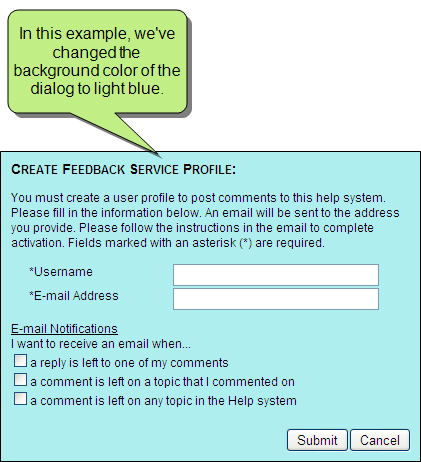 In this example, we've
changed the
background color of the
dialog to light blue.
CREATE FEEDBACK SERVICE PROFILE:
You must create a user profile to post comments to this help system.
Please fill in the information below. An email will be sent to the address
you provide. Please follow the instructions in the email to complete
activation. Fields marked with an asterisk (*) are required.
*Username
*E-mail Address
E-mail Notifications
I want to receive an email when...
a reply is left to one of my comments
a comment is left on a topic that I commented on
a comment is left on any topic in the Help system
Submit Cancel